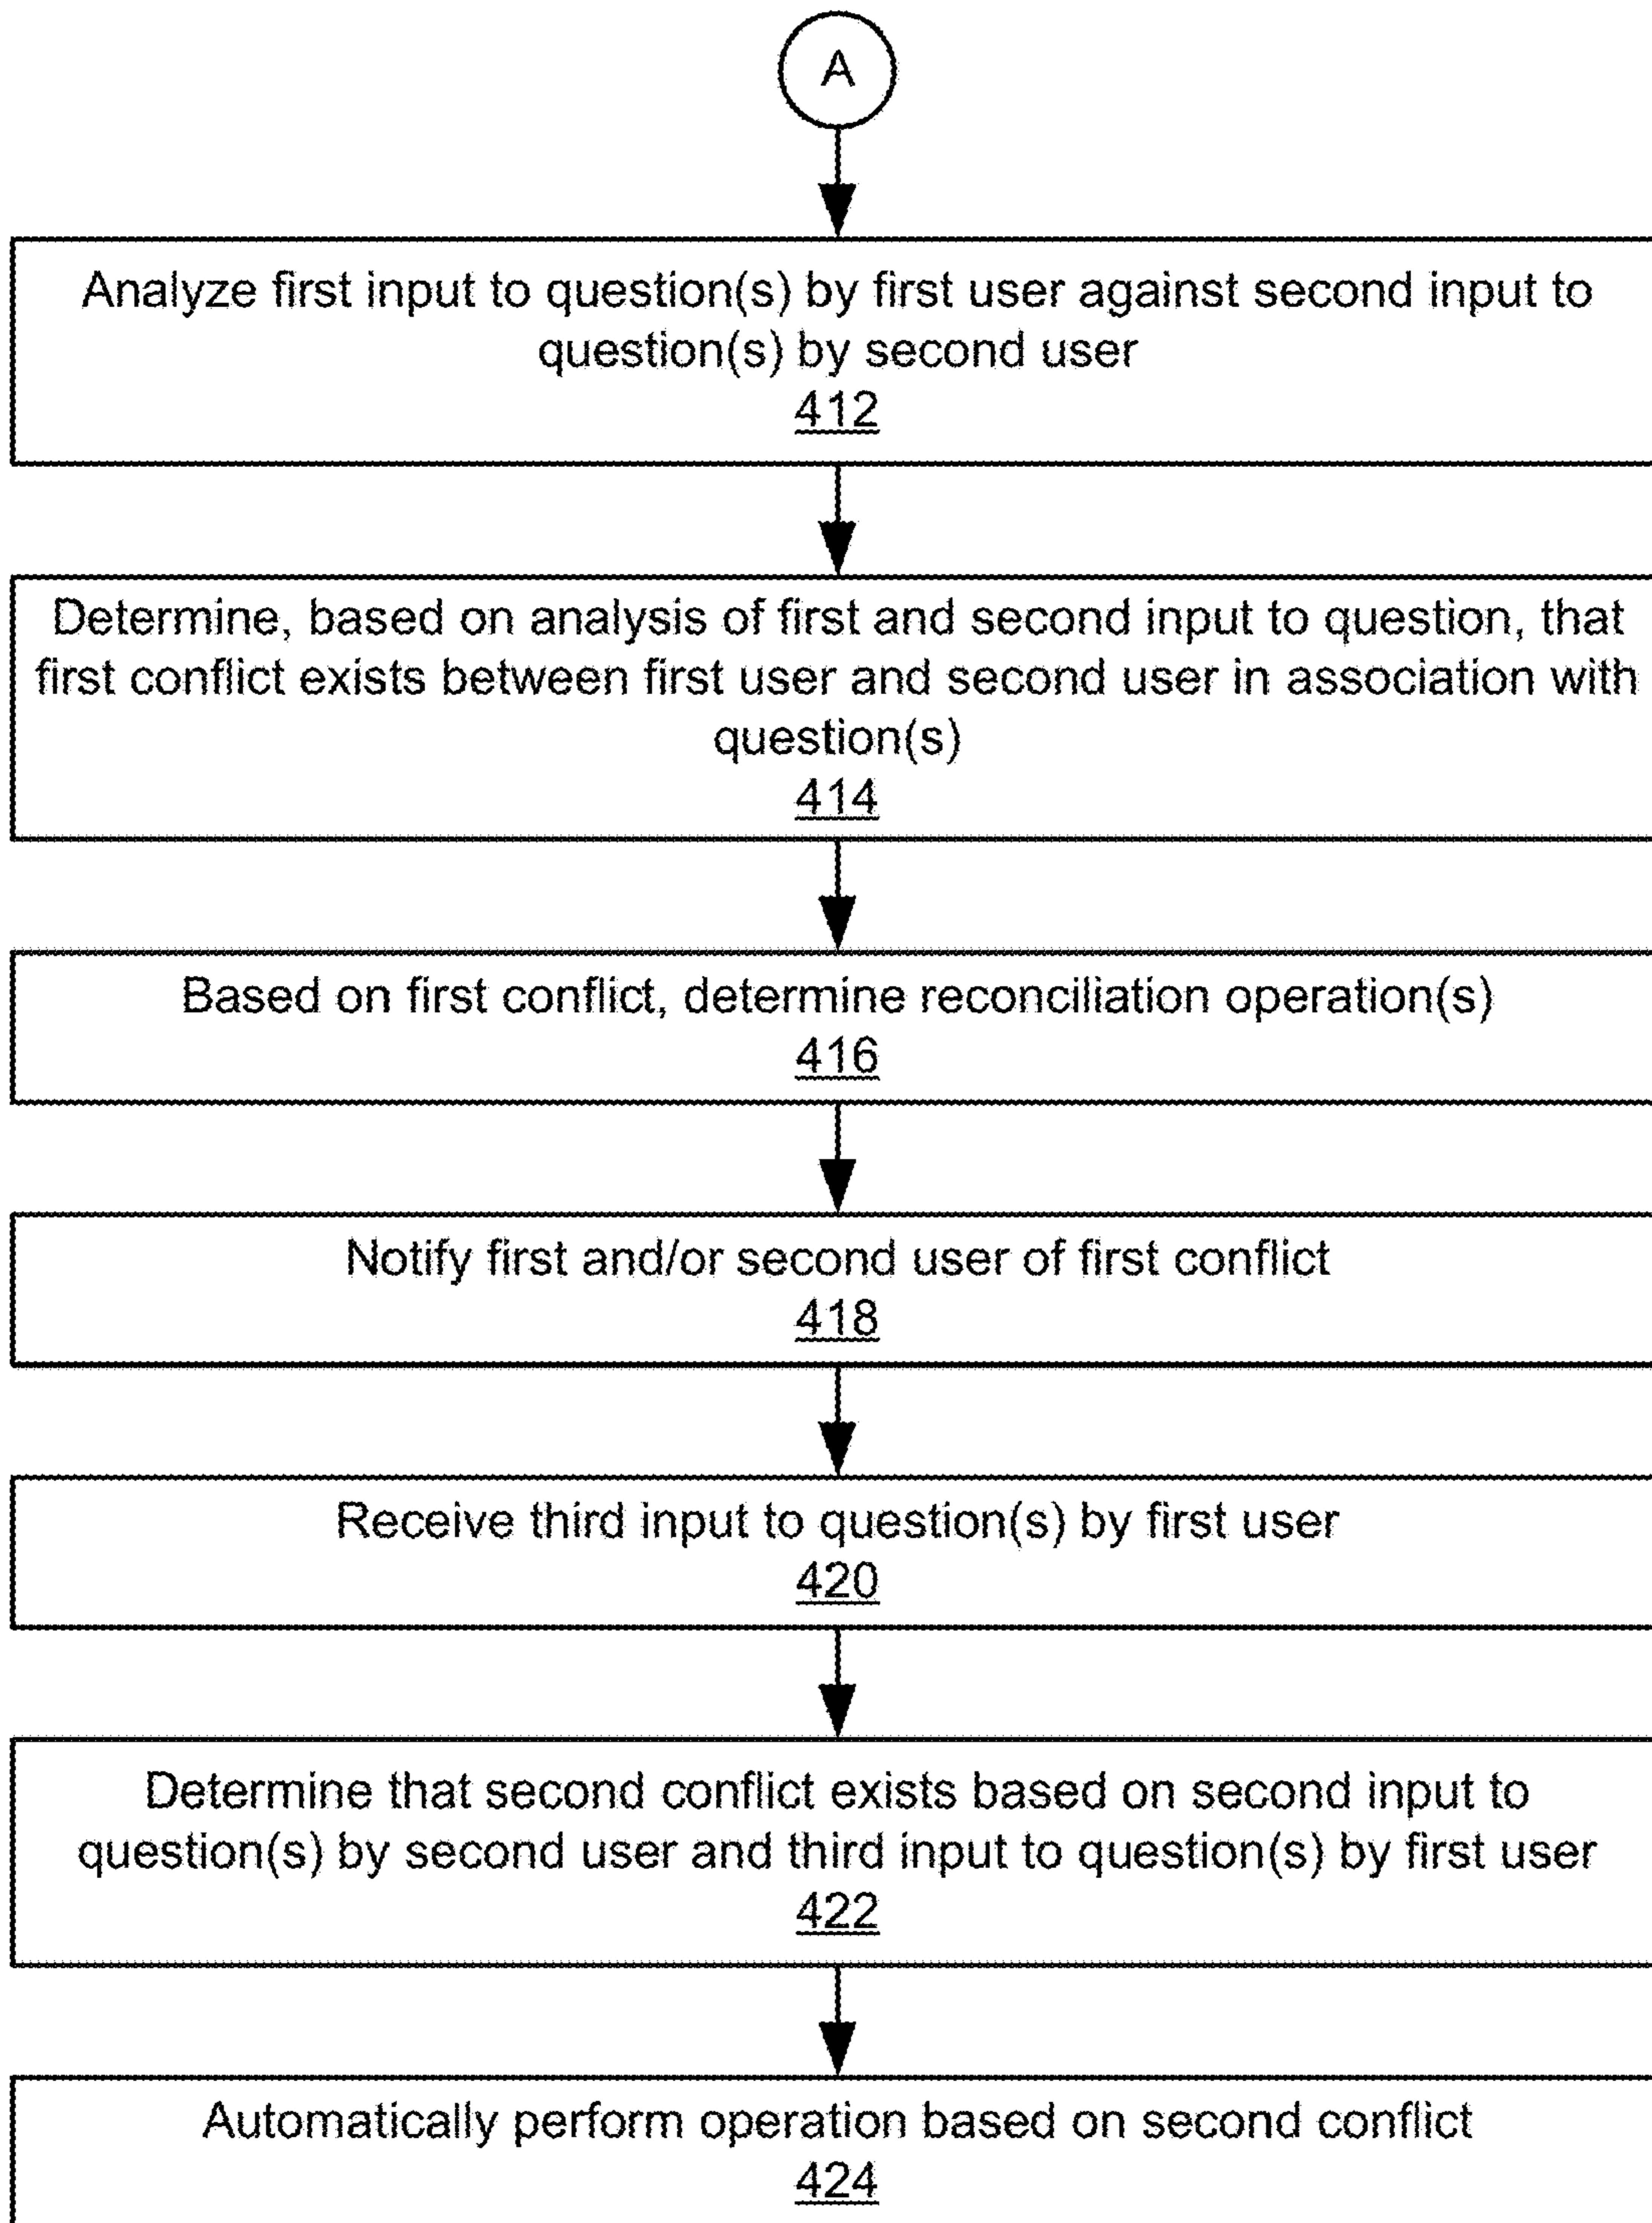 A
Analyze first input to question(s) by first user against second input to
question(s) by second user
412
Determine, based on analysis of first and second input to question, that
first conflict exists between first user and second user in association with
question(s)
414
Based on first conflict, determine reconciliation operation(s)
416
Notify first and/or second user of first conflict
418
Receive third input to question(s) by first user
420
Determine that second conflict exists based on second input to
question(s) by second user and third input to question(s) by first user
422
Automatically perform operation based on second conflict
424